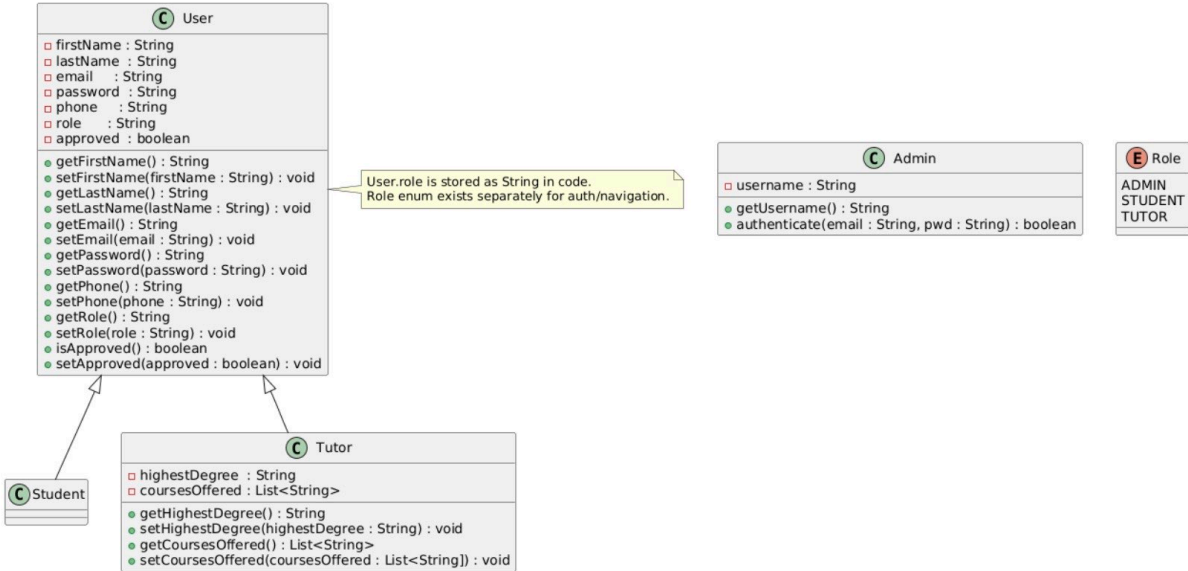 C User
firstName : String
lastName : String
email : String
password : String
phone : String
role : String
approved : boolean
getFirstName() : String
setFirstName(firstName : String) : void
getLastName() : String
setLastName(lastName : String) : void
getEmail() : String
setEmail(email : String) : void
getPassword() : String
setPassword(password : String) : void
getPhone() : String
setPhone(phone : String) : void
getRole() : String
setRole(role : String) : void
isApproved() : boolean
setApproved(approved : boolean) : void
User.role is stored as String in code.
Role enum exists separately for auth/navigation.
C Admin
username : String
getUsername() : String
authenticate(email : String, pwd : String) : boolean
E Role
ADMIN
STUDENT
TUTOR
C Student
C Tutor
highestDegree : String
coursesOffered : List<String>
getHighestDegree() : String
setHighestDegree(highestDegree : String) : void
getCoursesOffered() : List<String>
setCoursesOffered(coursesOffered : List<String]) : void